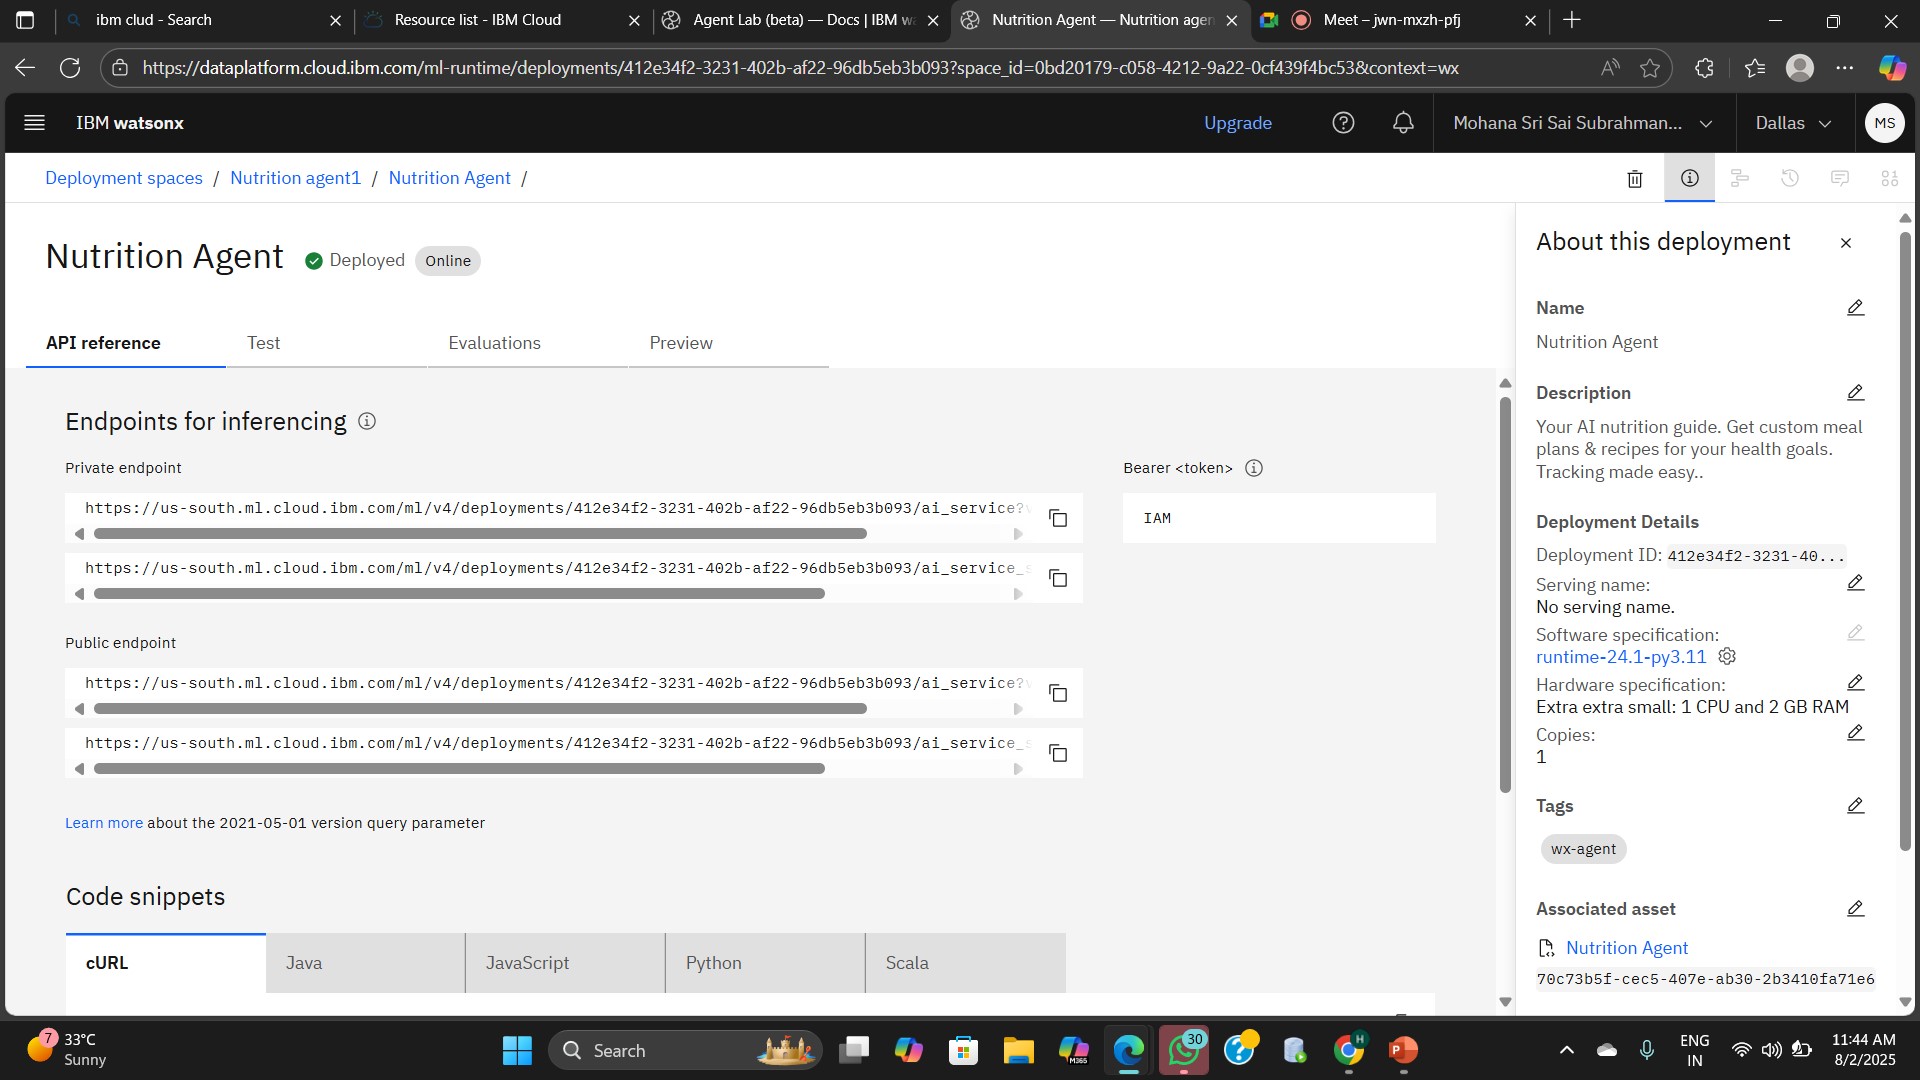 ibm clud - Search
Resource list - IBM Cloud
Agent Lab (beta) — Docs | IBM w
Nutrition Agent — Nutrition agen
Meet – jwn-mxzh-pfj
https://dataplatform.cloud.ibm.com/ml-runtime/deployments/412e34f2-3231-402b-af22-96db5eb3b093?space_id=0bd20179-c058-4212-9a22-0cf439f4bc53&context=wx
IBM watsonx
Upgrade
Mohana Sri Sai Subrahman...
Dallas
MS
Deployment spaces / Nutrition agent1 / Nutrition Agent /
Nutrition Agent
Deployed
Online
API reference
Test
Evaluations
Preview
Endpoints for inferencing
Private endpoint
https://us-south.ml.cloud.ibm.com/ml/v4/deployments/412e34f2-3231-402b-af22-96db5eb3b093/ai_service?
https://us-south.ml.cloud.ibm.com/ml/v4/deployments/412e34f2-3231-402b-af22-96db5eb3b093/ai_service_s
Bearer <token>
IAM
Public endpoint
https://us-south.ml.cloud.ibm.com/ml/v4/deployments/412e34f2-3231-402b-af22-96db5eb3b093/ai_service?
https://us-south.ml.cloud.ibm.com/ml/v4/deployments/412e34f2-3231-402b-af22-96db5eb3b093/ai_service_s
Learn more about the 2021-05-01 version query parameter
Code snippets
cURL
Java
JavaScript
Python
Scala
About this deployment
Name
Nutrition Agent
Description
Your AI nutrition guide. Get custom meal
plans & recipes for your health goals.
Tracking made easy..
Deployment Details
Deployment ID: 412e34f2-3231-40...
Serving name:
No serving name.
Software specification:
runtime-24.1-py3.11
Hardware specification:
Extra extra small: 1 CPU and 2 GB RAM
Copies:
1
Tags
wx-agent
Associated asset
Nutrition Agent
70c73b5f-cec5-407e-ab30-2b3410fa71e6
7
33°C
Sunny
Search
M365
30
H
P
ENG
IN
11:44 AM
8/2/2025